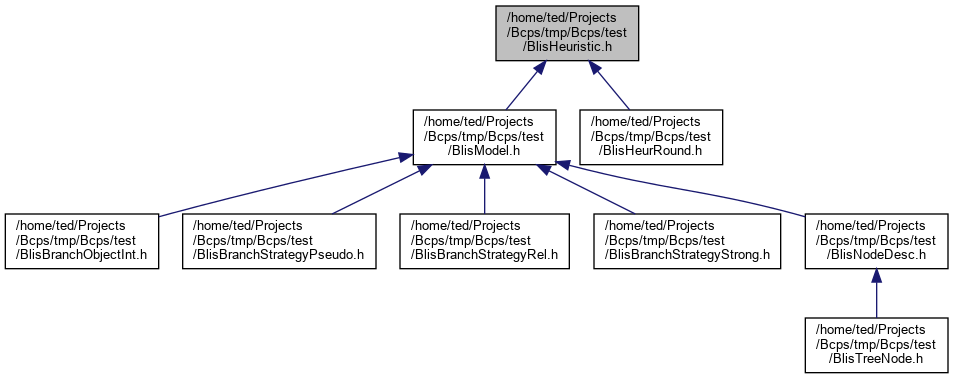 /home/ted/Projects
/Bcps/tmp/Bcps/test
/BlisHeuristic.h
/home/ted/Projects
/Bcps/tmp/Bcps/test
/BlisModel.h
/home/ted/Projects
/Bcps/tmp/Bcps/test
/BlisHeurRound.h
/home/ted/Projects
/Bcps/tmp/Bcps/test
/BlisBranchObjectInt.h
/home/ted/Projects
/Bcps/tmp/Bcps/test
/BlisBranchStrategyPseudo.h
/home/ted/Projects
/Bcps/tmp/Bcps/test
/BlisBranchStrategyRel.h
/home/ted/Projects
/Bcps/tmp/Bcps/test
/BlisBranchStrategyStrong.h
/home/ted/Projects
/Bcps/tmp/Bcps/test
/BlisNodeDesc.h
/home/ted/Projects
/Bcps/tmp/Bcps/test
/BlisTreeNode.h